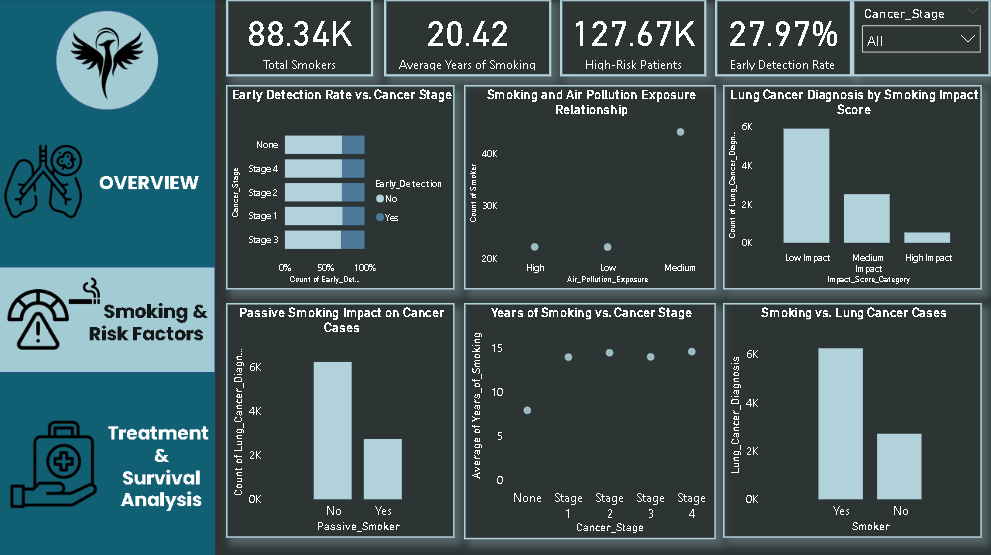 88.34K
Total Smokers
20.42
Average Years of Smoking
127.67K
High-Risk Patients
27.97%
Early Detection Rate
Cancer_Stage
All
OVERVIEW
Smoking &
Risk Factors
Treatment
&
Survival
Analysis
Early Detection Rate vs. Cancer Stage
Cancer_Stage
None
Stage 4
Stage 2
Stage 1
Stage 3
0% 50% 100%
Count of Early_Det...
Early_Detection
No
Yes
Smoking and Air Pollution Exposure
Relationship
Count of Smoker
40K
30K
20K
High Low Medium
Air_Pollution_Exposure
Lung Cancer Diagnosis by Smoking Impact
Score
Count of Lung_Cancer_Diagn...
6K
4K
2K
0K
Low Impact Medium High Impact
Impact
Impact_Score_Category
Passive Smoking Impact on Cancer
Cases
Count of Lung_Cancer_Diagn...
6K
4K
2K
0K
No Yes
Passive_Smoker
Years of Smoking vs. Cancer Stage
Average of Years_of_Smoking
15
10
5
0
None Stage Stage Stage Stage
1 2 3 4
Cancer_Stage
Smoking vs. Lung Cancer Cases
Lung_Cancer_Diagnosis
6K
4K
2K
0K
Yes No
Smoker